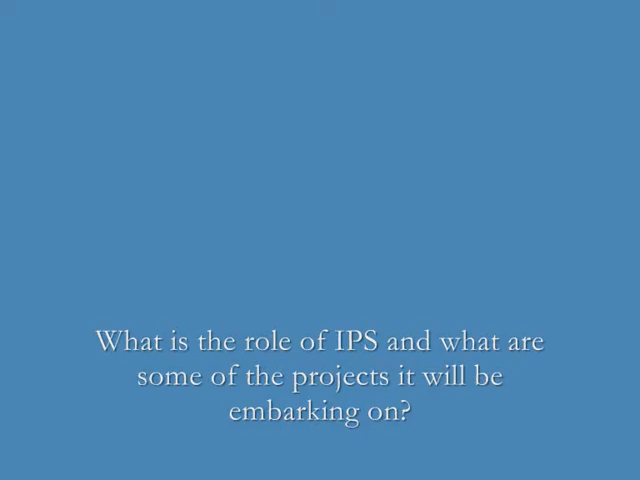 What is the role of IPS and what are
some of the projects it will be
embarking on?